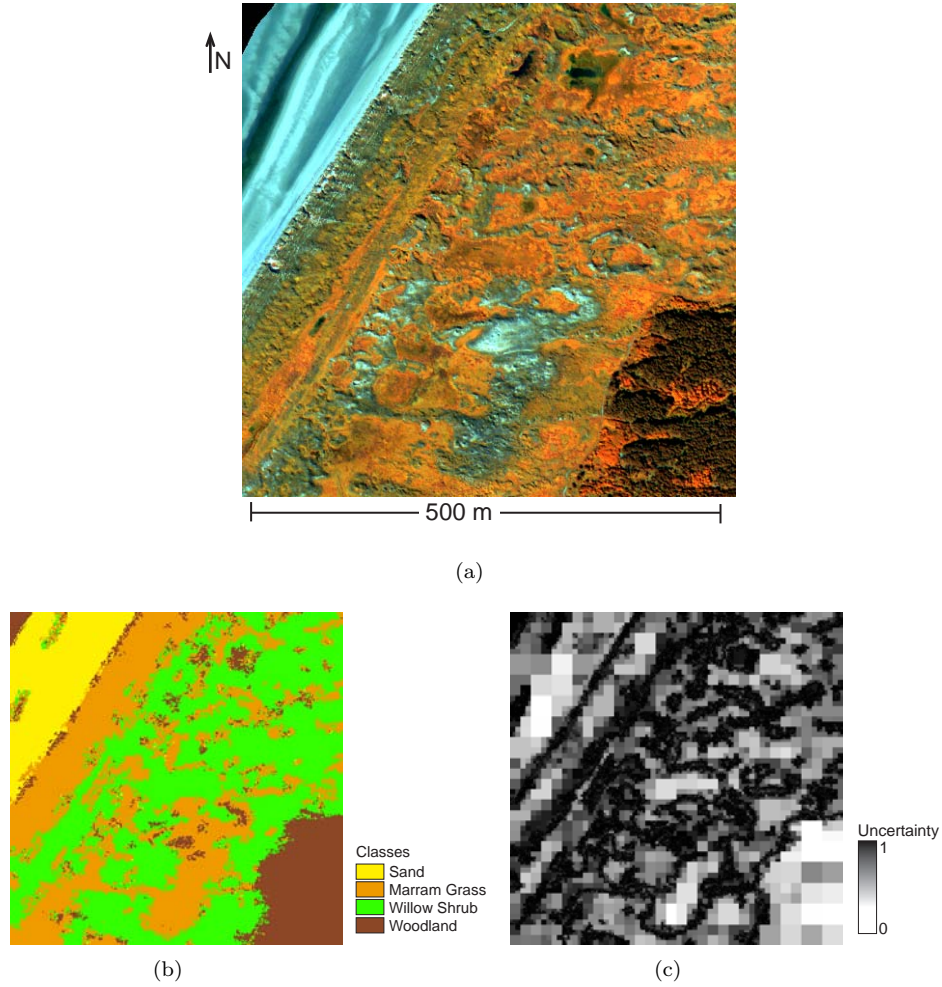 N
500 m
(a)
Classes
Sand
Marram Grass
Willow Shrub
Woodland
(b)
Uncertainty
1
0
(c)